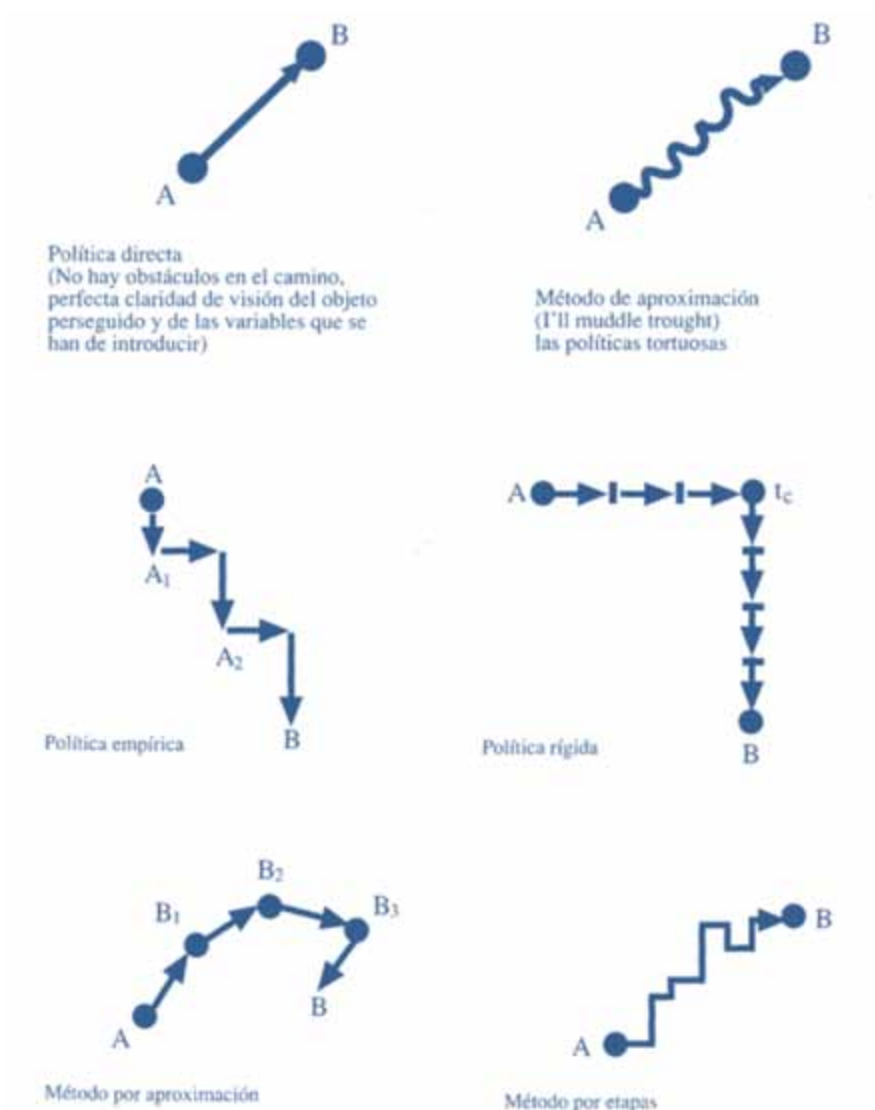 B
A
Política directa
(No hay obstáculos en el camino,
perfecta claridad de visión del objeto
perseguido y de las variables que se
han de introducir)
B
A
Método de aproximación
(I'll muddle trought)
las políticas tortuosas
A
A1
A2
B
Política empírica
A
tc
B
Política rígida
B2
B1
B3
B
A
Método por aproximación
B
A
Método por etapas